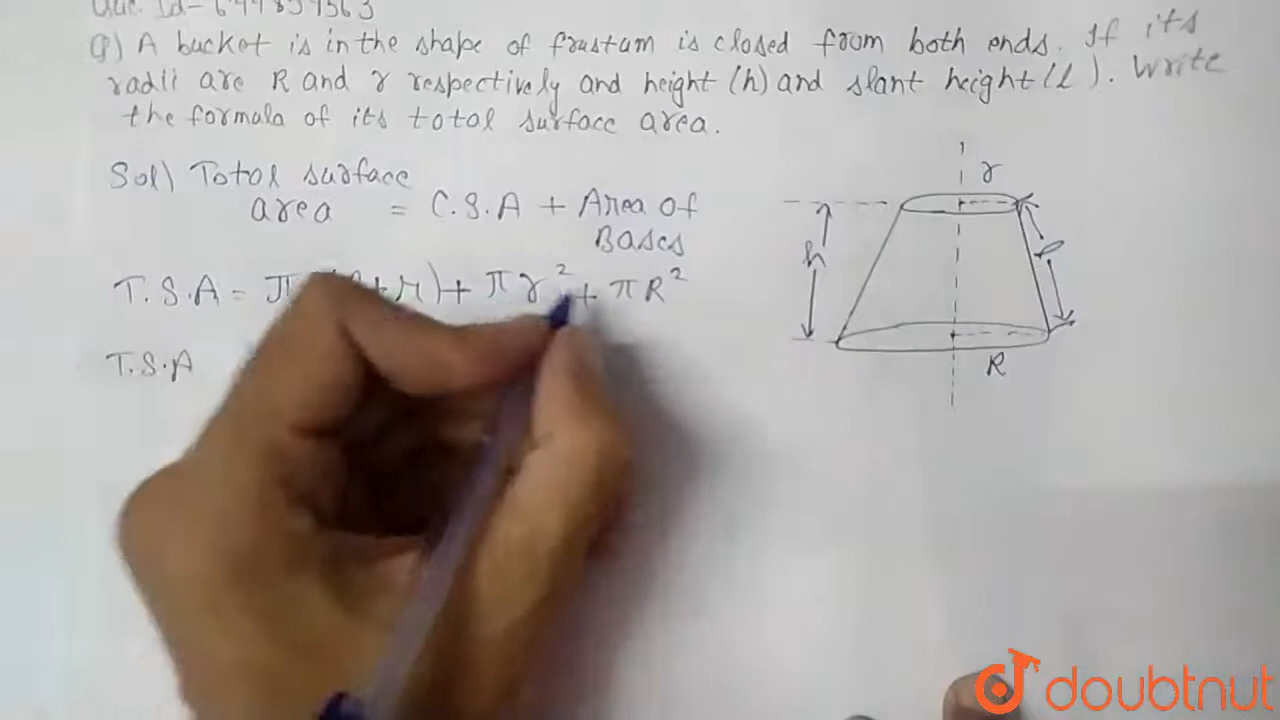 Q) A bucket is in the shape of frustum is closed from both ends. If its
radii are R and r respectively and height (h) and slant height (l). Write
the formula of its total surface area.
Sol) Total surface
area = C.S.A + Area of
Bases
T.S.A = π +r) + πr² + πR²
T.S.A
r
h
l
R
doubtnut